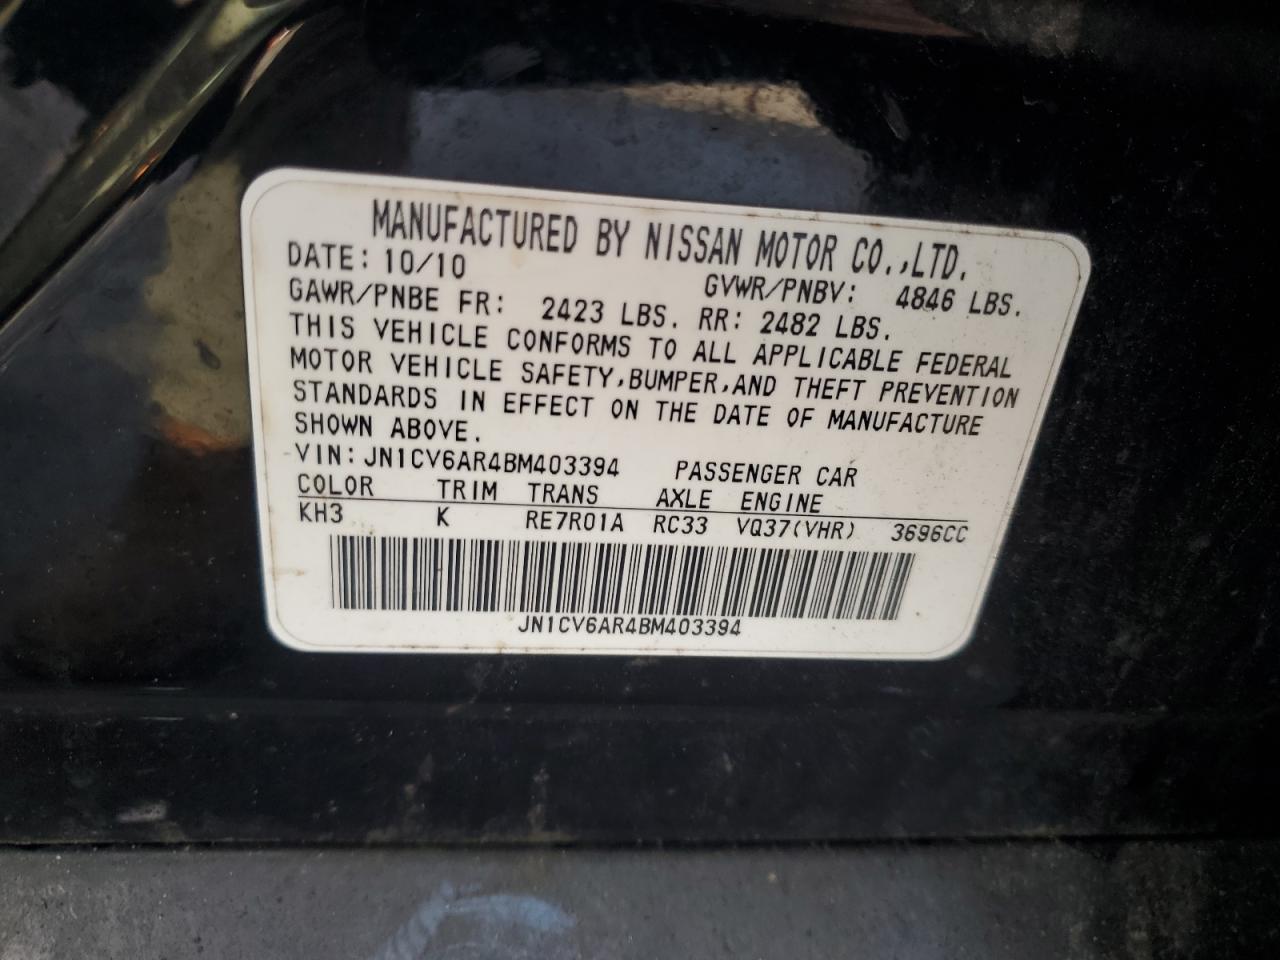 MANUFACTURED BY NISSAN MOTOR CO.,LTD.
DATE: 10/10 GVWR/PNBV: 4846 LBS.
GAWR/PNBE FR: 2423 LBS. RR: 2482 LBS.
THIS VEHICLE CONFORMS TO ALL APPLICABLE FEDERAL
MOTOR VEHICLE SAFETY,BUMPER,AND THEFT PREVENTION
STANDARDS IN EFFECT ON THE DATE OF MANUFACTURE
SHOWN ABOVE.
VIN:JN1CV6AR4BM403394 PASSENGER CAR
COLOR TRIM TRANS AXLE ENGINE
KH3 K RE7R01A RC33 VQ37(VHR) 3696CC
JN1CV6AR4BM403394